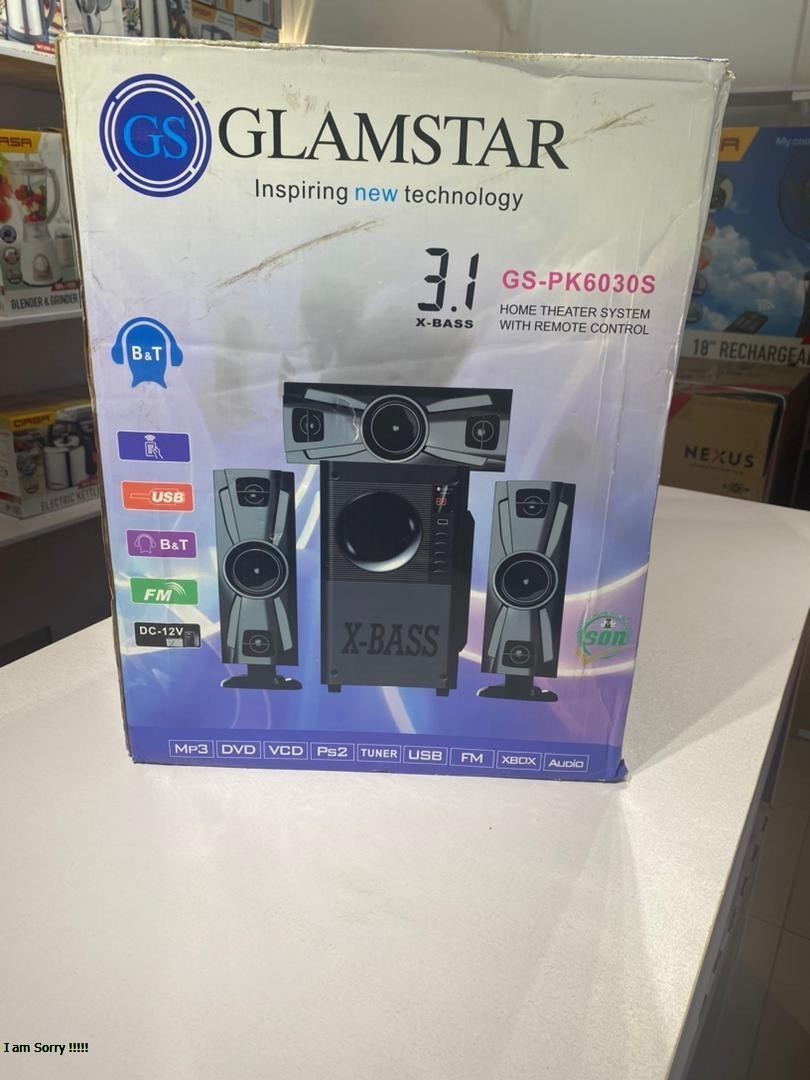 GS GLAMSTAR
Inspiring new technology
3.1
X-BASS
GS-PK6030S
HOME THEATER SYSTEM
WITH REMOTE CONTROL
B&T
USB
B&T
FM
DC-12V
X-BASS
son
MP3 DVD VCD PS2 TUNER USB FM XBOX AUDIO
BLENDER & GRINDER
ELECTRIC KETTLE
18" RECHARGEA
NEXUS
I am Sorry !!!!!